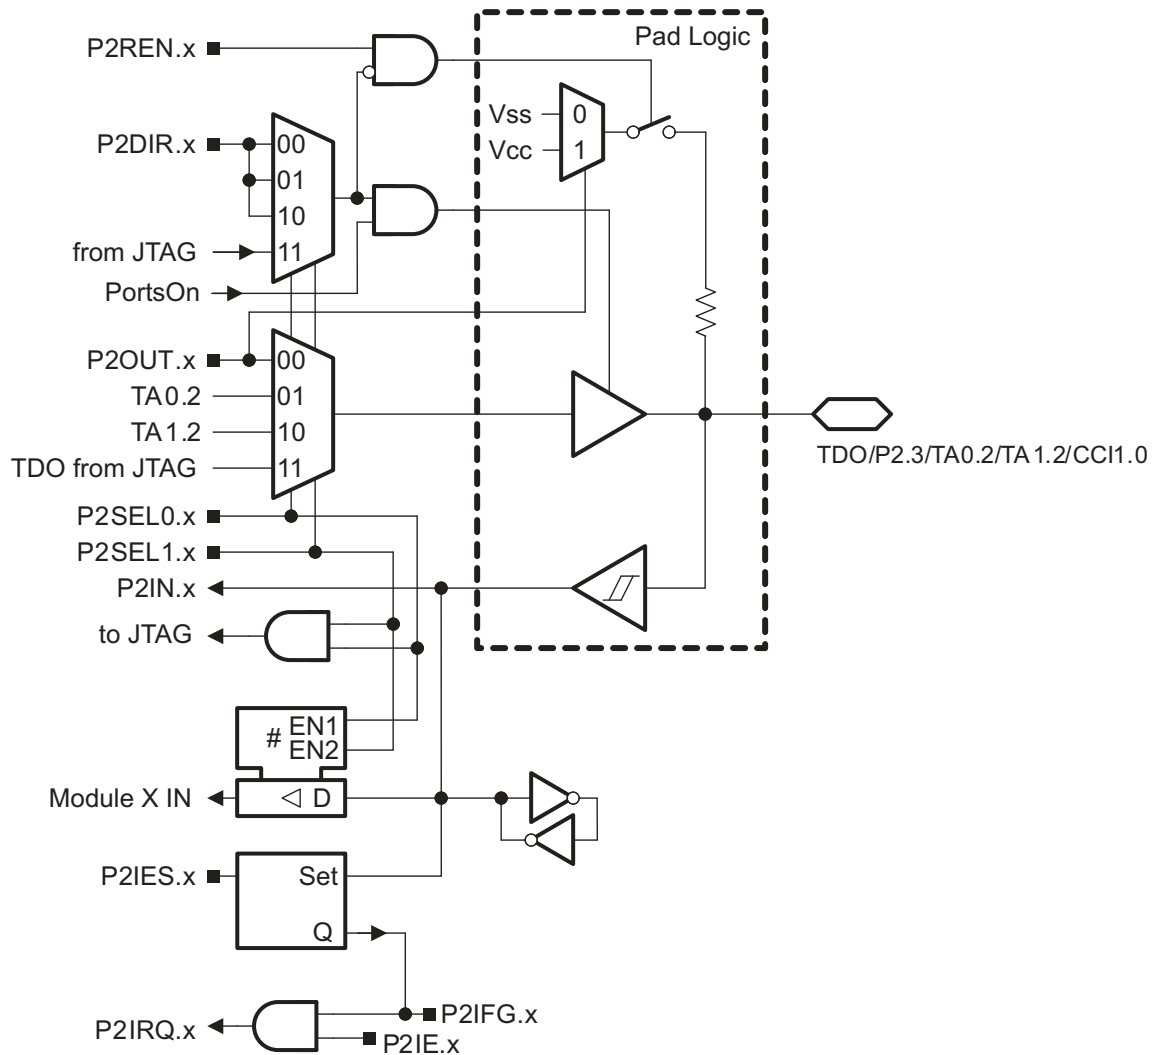 Pad Logic
P2REN.x
Vss 0
Vcc 1
P2DIR.x 00
01
10
from JTAG 11
PortsOn
P2OUT.x 00
TA0.2 01
TA1.2 10
TDO from JTAG 11
TDO/P2.3/TA0.2/TA1.2/CCI1.0
P2SEL0.x
P2SEL1.x
P2IN.x
to JTAG
# EN1
EN2
Module X IN D
P2IES.x Set
Q
P2IFG.x
P2IRQ.x
P2IE.x